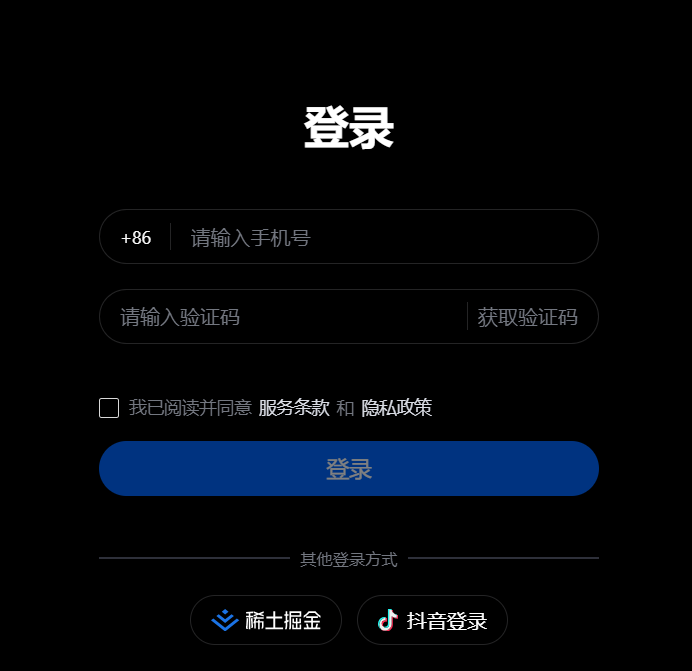 登录
+86 请输入手机号
请输入验证码 获取验证码
我已阅读并同意 服务条款 和 隐私政策
登录
其他登录方式
稀土掘金 抖音登录